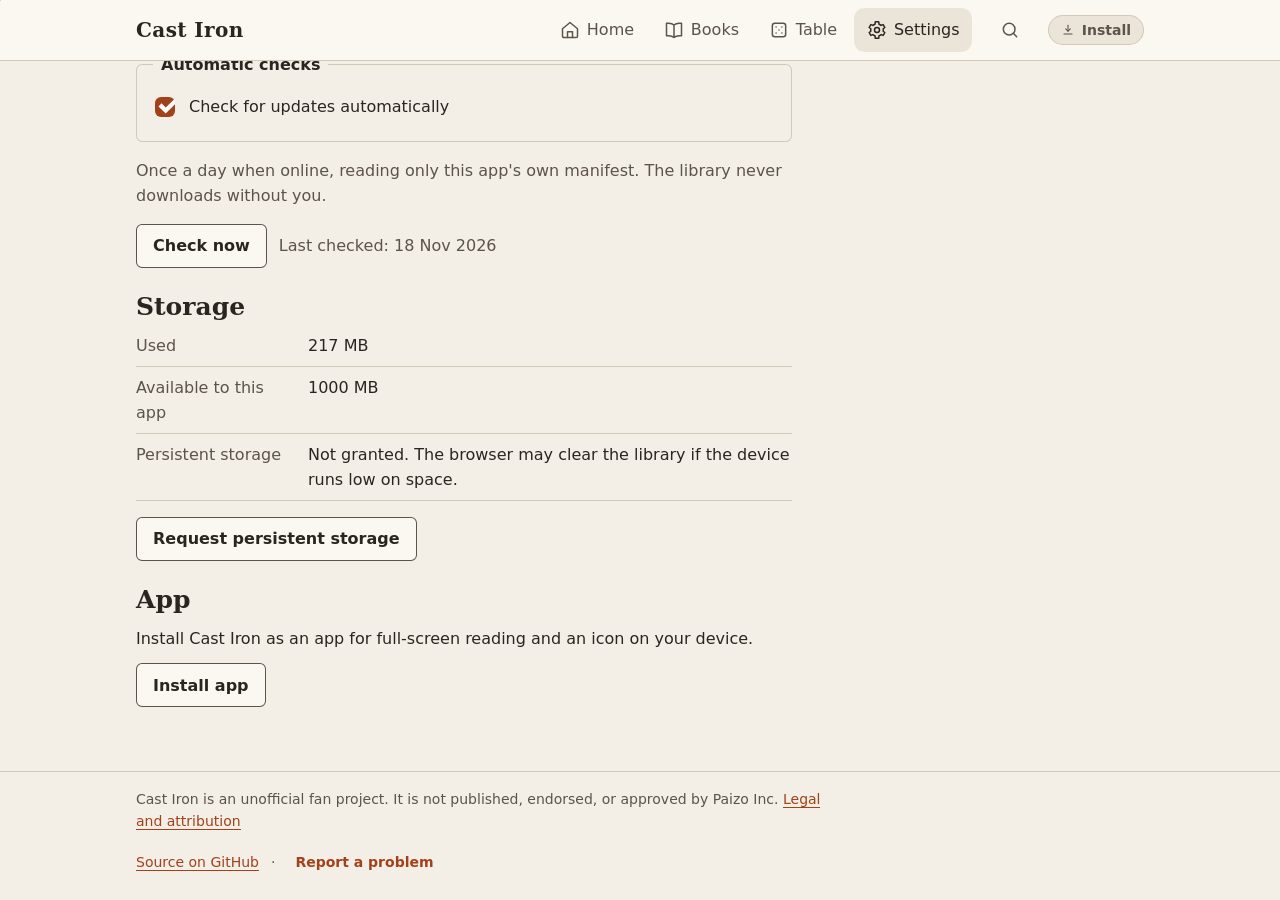 Cast Iron
Home
Books
Table
Settings
Install
Automatic checks
Check for updates automatically
Once a day when online, reading only this app's own manifest. The library never
downloads without you.
Check now
Last checked: 18 Nov 2026
Storage
Used
217 MB
Available to this
app
1000 MB
Persistent storage
Not granted. The browser may clear the library if the device
runs low on space.
Request persistent storage
App
Install Cast Iron as an app for full-screen reading and an icon on your device.
Install app
Cast Iron is an unofficial fan project. It is not published, endorsed, or approved by Paizo Inc. Legal
and attribution
Source on GitHub · Report a problem